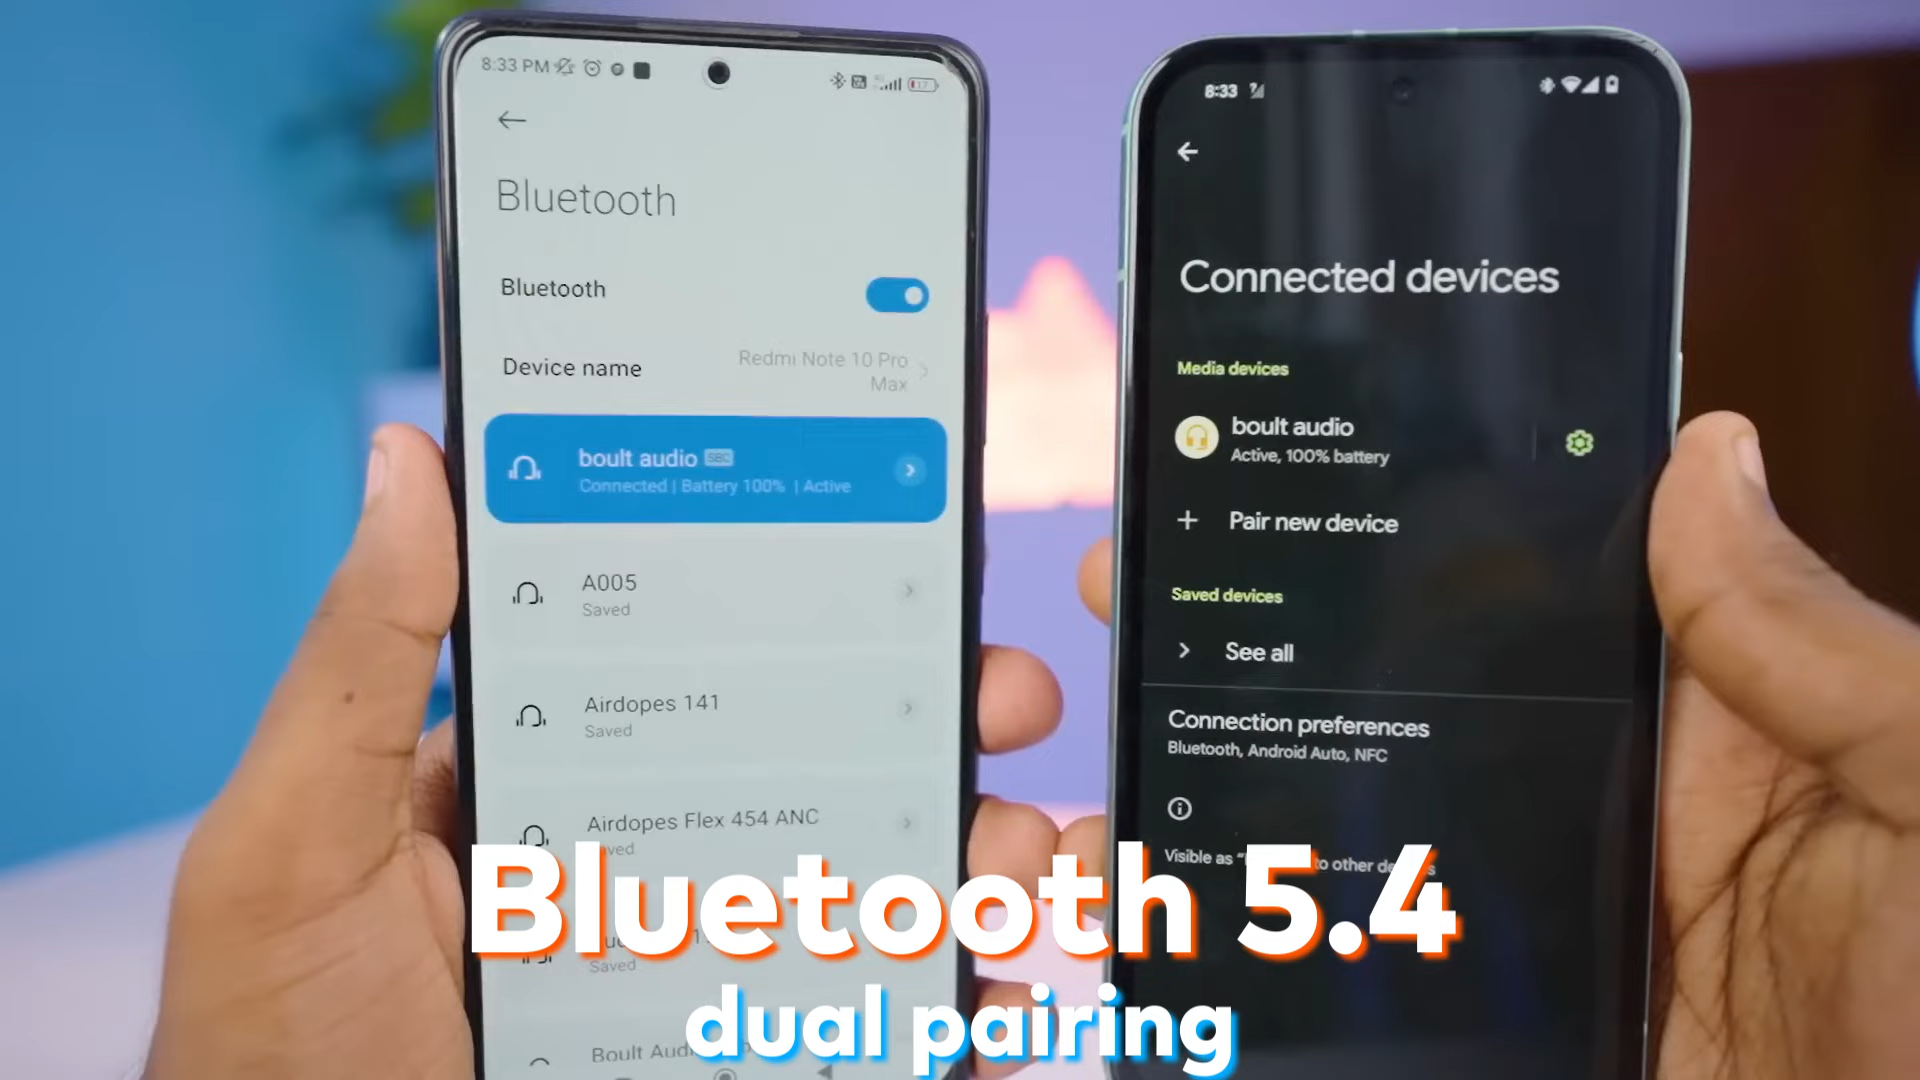 8:33 PM
17
Bluetooth
Bluetooth
Device name
Redmi Note 10 Pro
Max
boult audio SBC
Connected | Battery 100% | Active
A005
Saved
Airdopes 141
Saved
Airdopes Flex 454 ANC
Saved
Boult
8:33
Connected devices
Media devices
boult audio
Active, 100% battery
Pair new device
Saved devices
See all
Connection preferences
Bluetooth, Android Auto, NFC
Visible as to other
Bluetooth 5.4
dual pairing